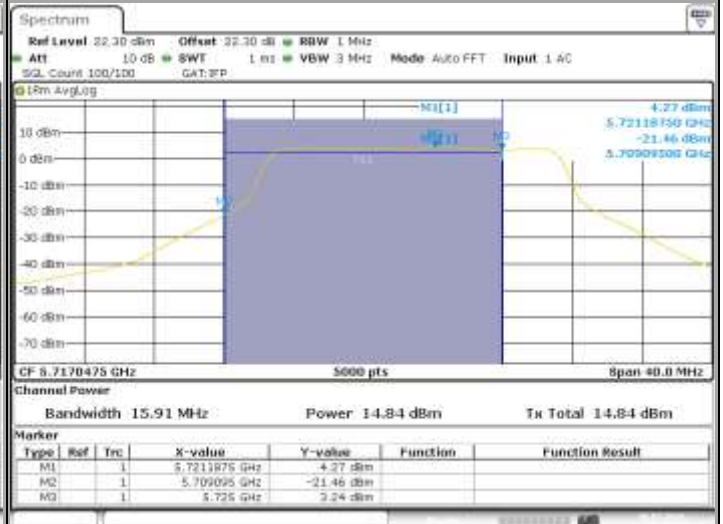 Spectrum
Ref Level 22.30 dBm Offset 22.30 dB RBW 1 MHz
Att 10 dB SWT 1 ms VBW 3 MHz Mode Auto FFT Input 1 AC
SGL Count 100/100 GAT:IFP
1Rm AvgLog
M1[1] 4.27 dBm
5.72118750 GHz
10 dBm -21.46 dBm
5.70909500 GHz
0 dBm
-10 dBm
-20 dBm
-30 dBm
-40 dBm
-50 dBm
-60 dBm
-70 dBm
CF 5.7170475 GHz 5000 pts Span 40.0 MHz
Channel Power
Bandwidth 15.91 MHz Power 14.84 dBm Tx Total 14.84 dBm
Marker
Type Ref Trc X-value Y-value Function Function Result
M1 1 5.7211875 GHz 4.27 dBm
M2 1 5.709095 GHz -21.46 dBm
M3 1 5.725 GHz 3.24 dBm